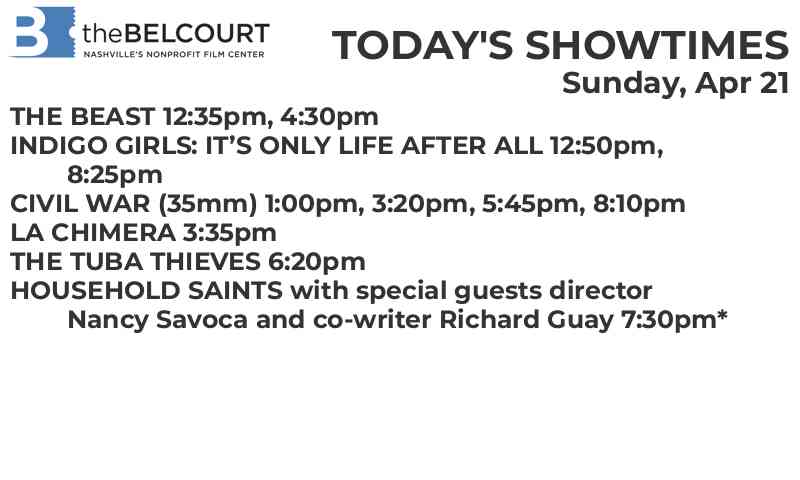 B theBELCOURT
NASHVILLE'S NONPROFIT FILM CENTER
TODAY'S SHOWTIMES
Sunday, Apr 21
THE BEAST 12:35pm, 4:30pm
INDIGO GIRLS: IT’S ONLY LIFE AFTER ALL 12:50pm,
8:25pm
CIVIL WAR (35mm) 1:00pm, 3:20pm, 5:45pm, 8:10pm
LA CHIMERA 3:35pm
THE TUBA THIEVES 6:20pm
HOUSEHOLD SAINTS with special guests director
Nancy Savoca and co-writer Richard Guay 7:30pm*